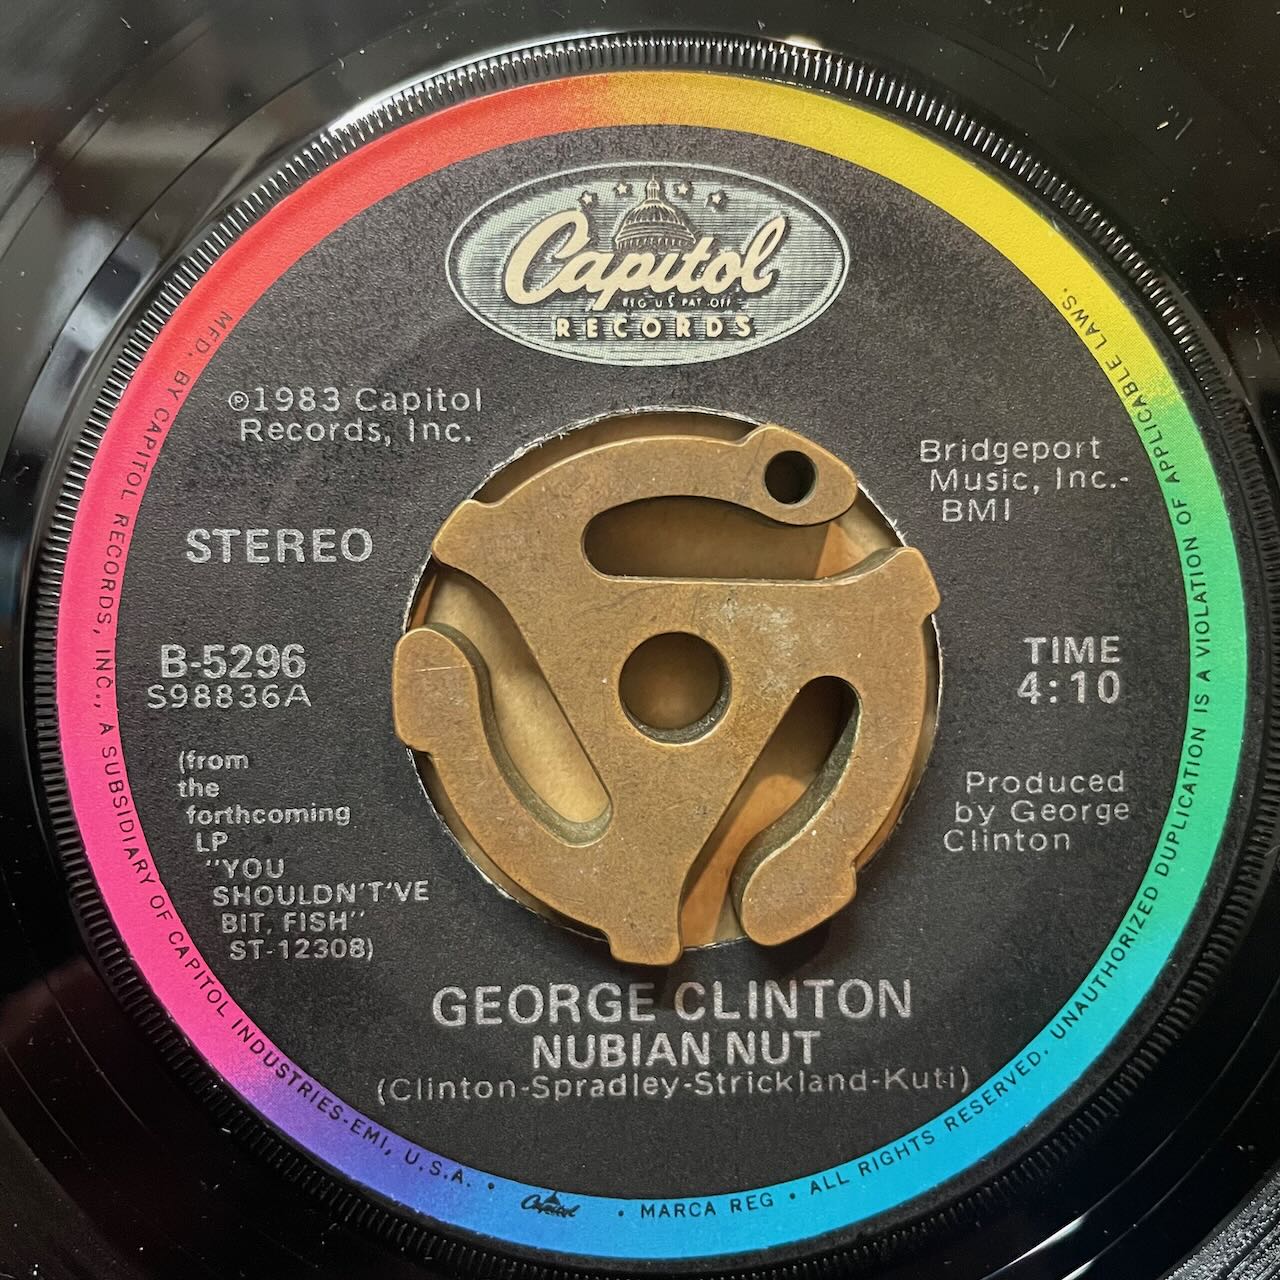 Capitol
REG. U.S. PAT. OFF.
RECORDS
℗1983 Capitol
Records, Inc.
Bridgeport
Music, Inc.-
BMI
STEREO
B-5296
S98836A
TIME
4:10
(from
the
forthcoming
LP
"YOU
SHOULDN'T'VE
BIT, FISH"
ST-12308)
Produced
by George
Clinton
GEORGE CLINTON
NUBIAN NUT
(Clinton-Spradley-Strickland-Kuti)
MFD. BY CAPITOL RECORDS, INC., A SUBSIDIARY OF CAPITOL INDUSTRIES-EMI, U.S.A. • Capitol • MARCA REG • ALL RIGHTS RESERVED. UNAUTHORIZED DUPLICATION IS A VIOLATION OF APPLICABLE LAWS.